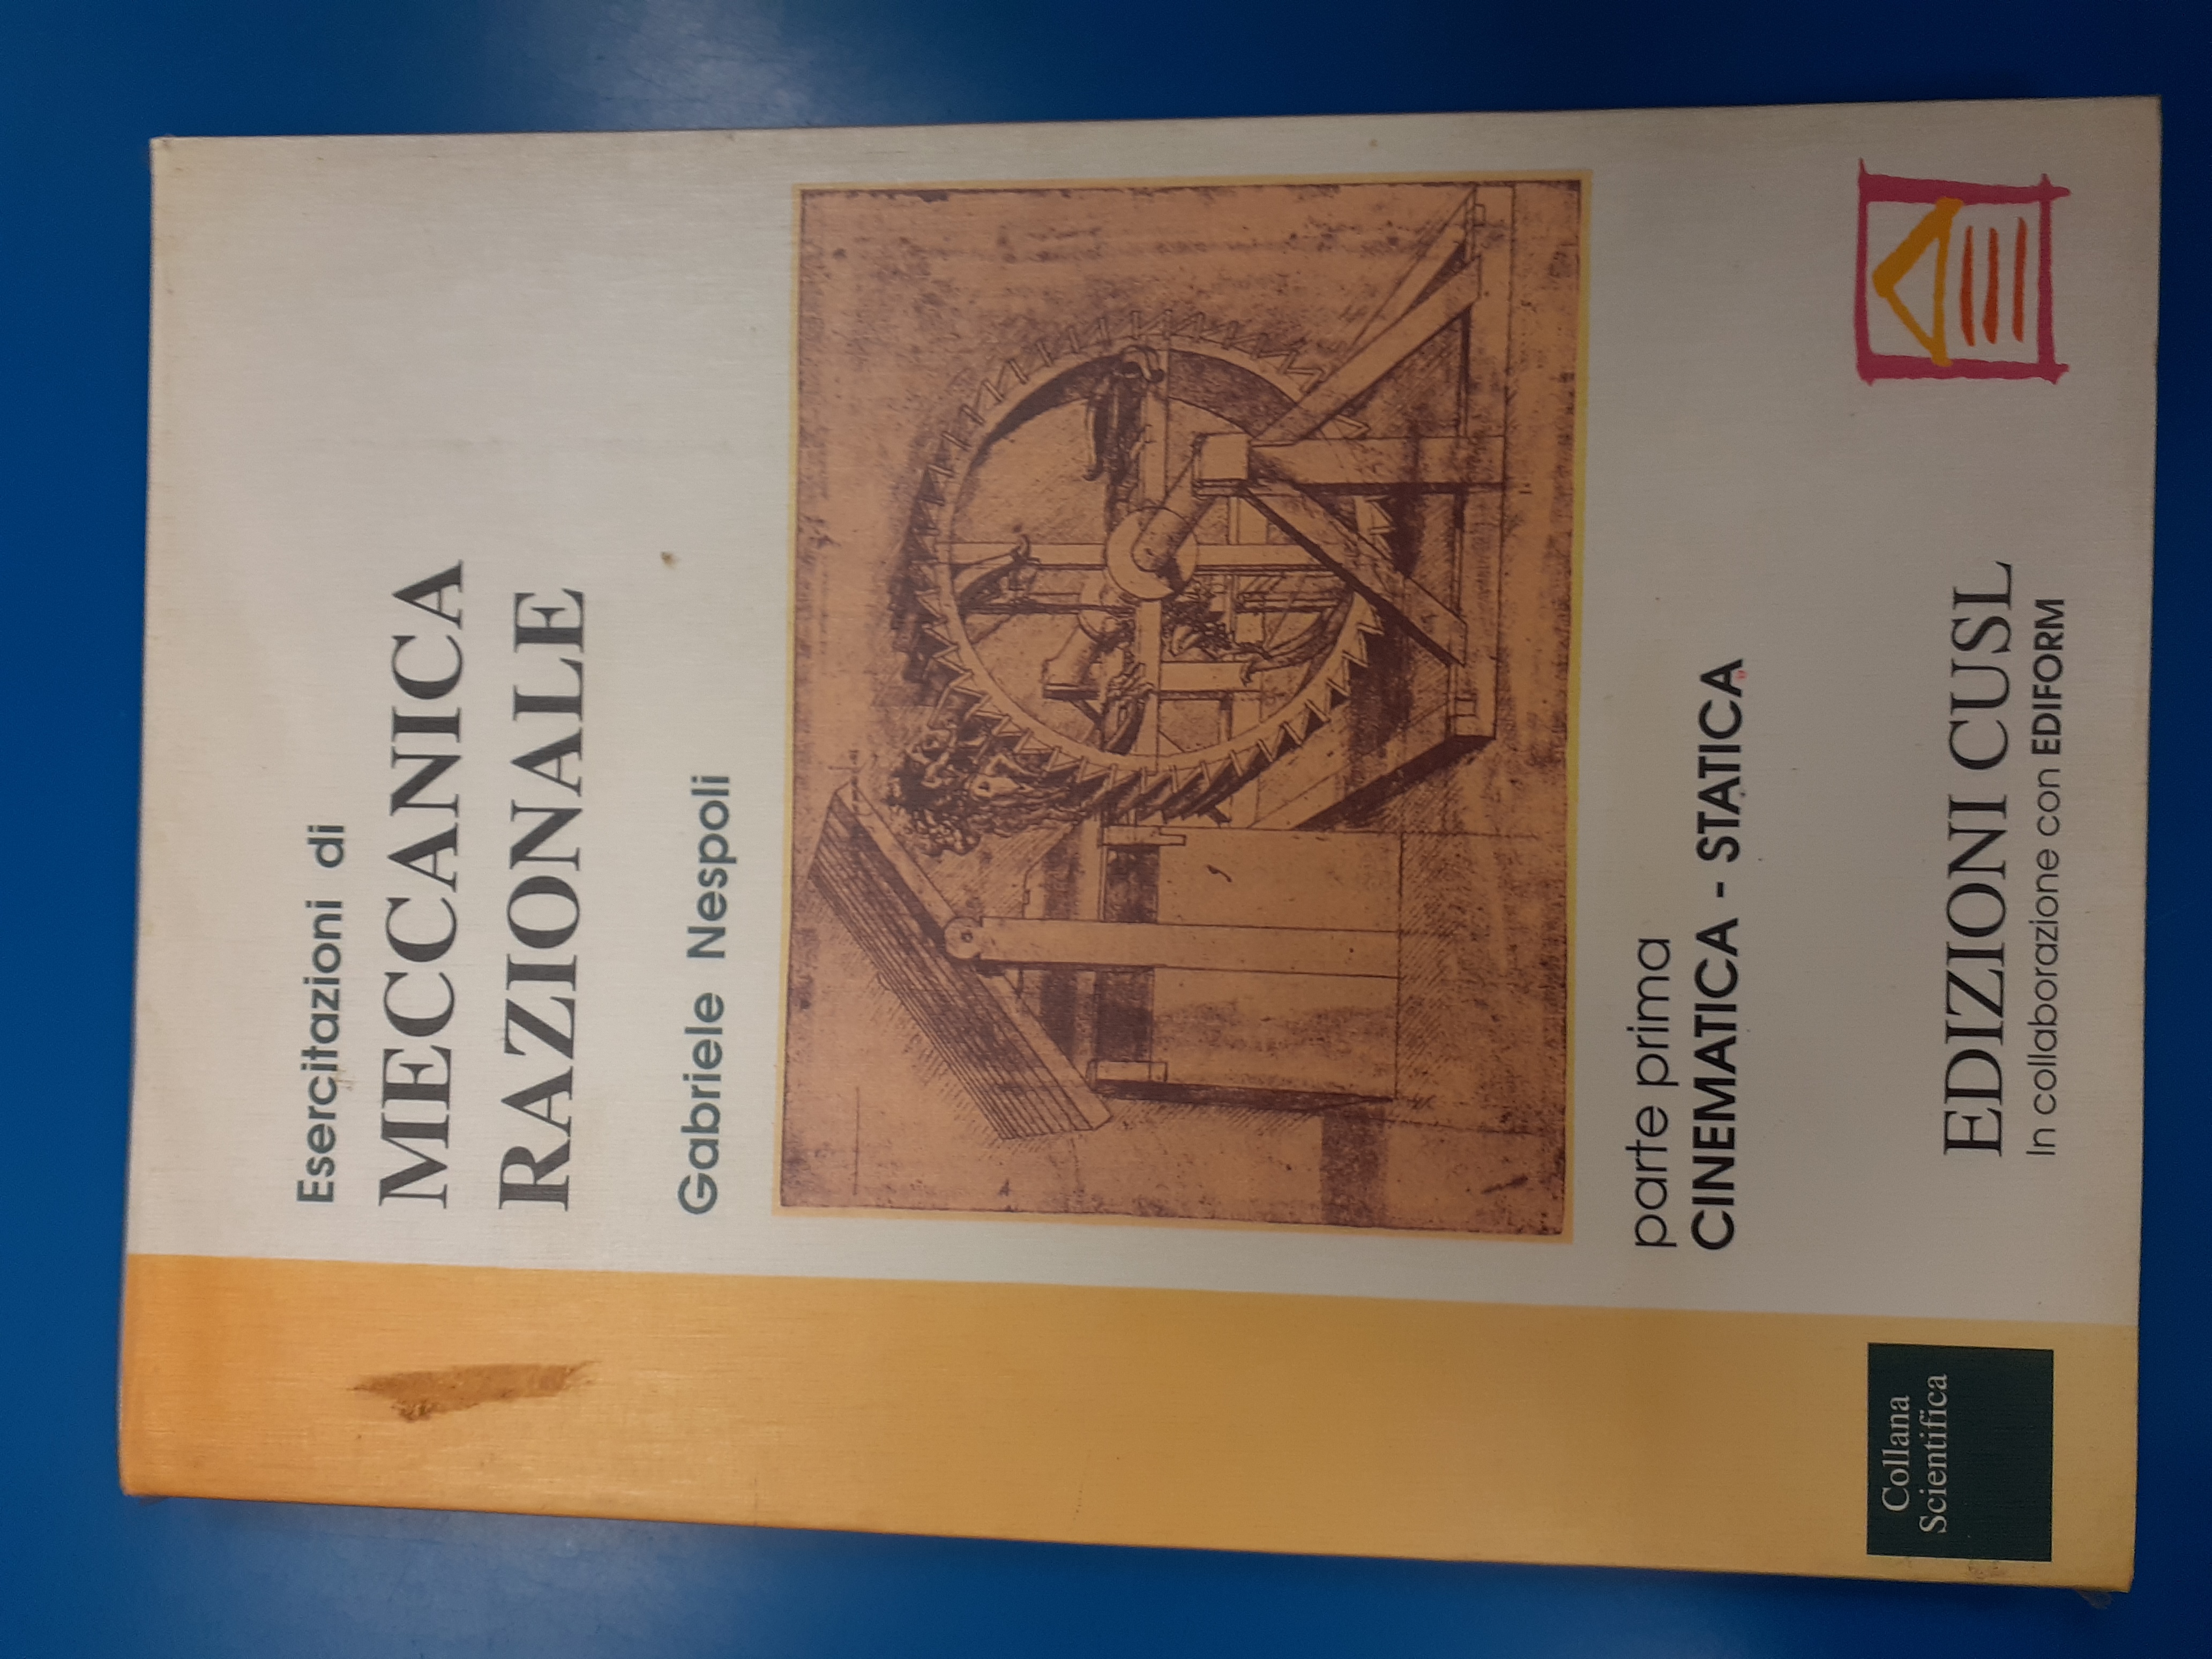 Esercitazioni di
MECCANICA
RAZIONALE
Gabriele Nespoli
parte prima
CINEMATICA - STATICA
EDIZIONI CUSL
In collaborazione con EDIFORM
Collana
Scientifica